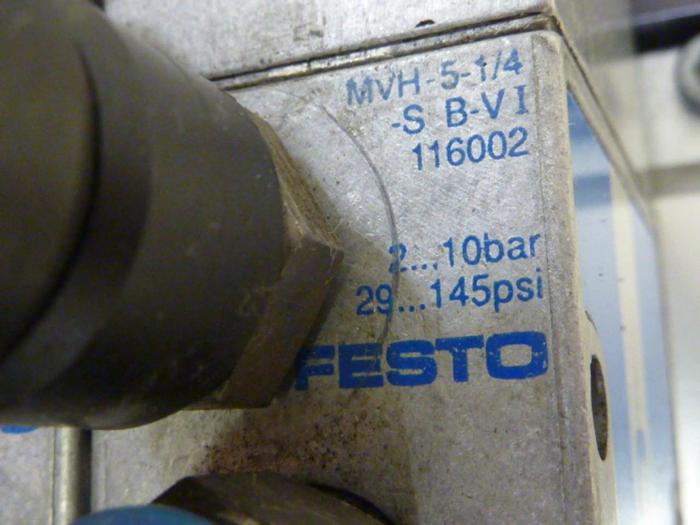 MVH-5-1/4
-S B-VI
116002
2...10bar
29...145psi
FESTO